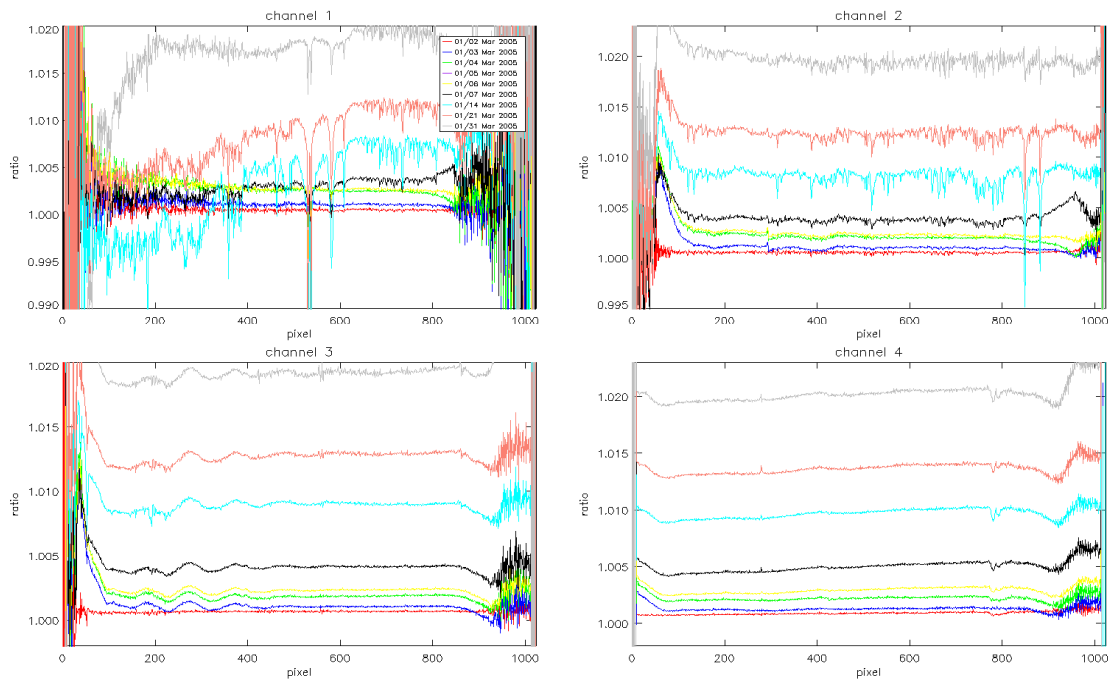 channel 1
1.020
1.015
1.010
1.005
1.000
0.995
0.990
ratio
0
200
400
600
800
1000
pixel
01/02 Mar 2005
01/03 Mar 2005
01/04 Mar 2005
01/05 Mar 2005
01/06 Mar 2005
01/07 Mar 2005
01/14 Mar 2005
01/21 Mar 2005
01/31 Mar 2005
channel 2
1.020
1.015
1.010
1.005
1.000
0.995
ratio
0
200
400
600
800
1000
pixel
channel 3
1.020
1.015
1.010
1.005
1.000
ratio
0
200
400
600
800
1000
pixel
channel 4
1.020
1.015
1.010
1.005
1.000
ratio
0
200
400
600
800
1000
pixel